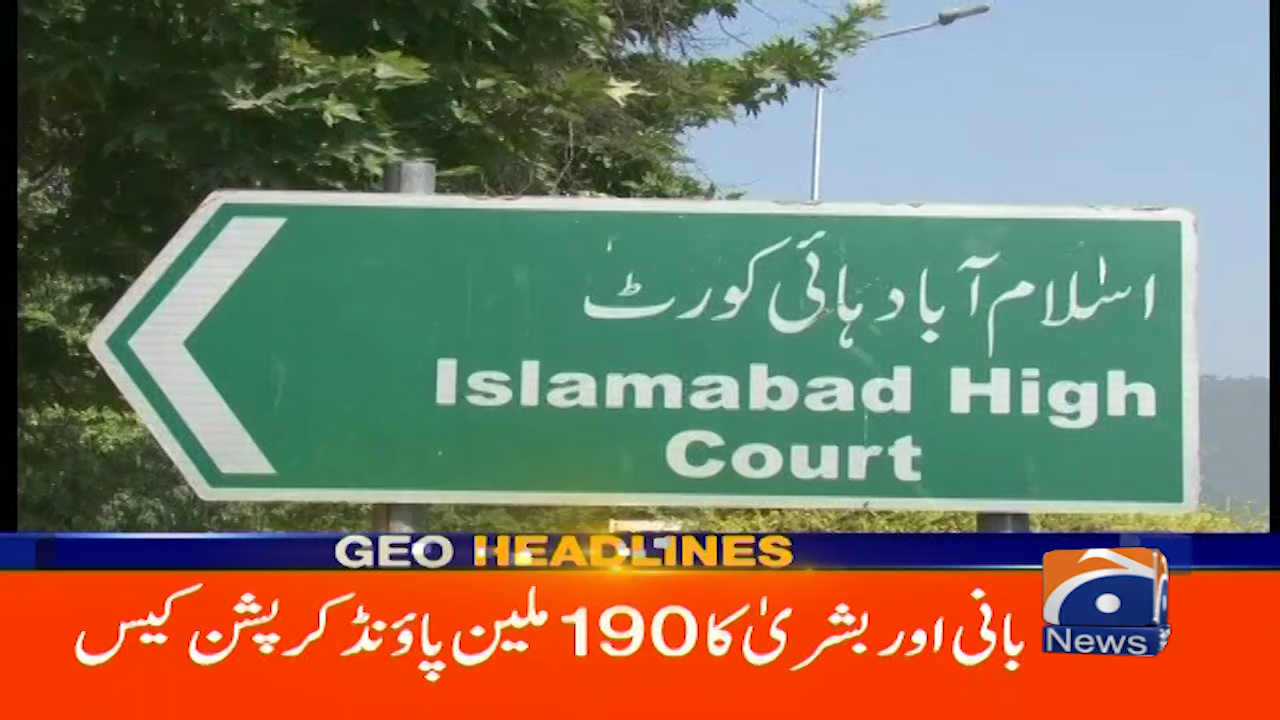 اسلام آباد ہائی کورٹ
Islamabad High
Court
GEO HEADLINES
بانی اور بشریٰ کا 190 ملین پاؤنڈ کرپشن کیس
News